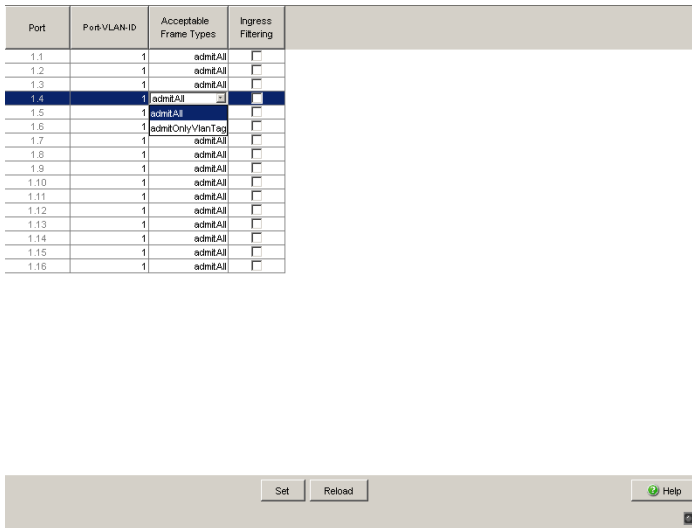 Port Port-VLAN-ID Acceptable Frame Types Ingress Filtering
1.1 1 admitAll
1.2 1 admitAll
1.3 1 admitAll
1.4 1 admitAll
1.5 1 admitAll
1.6 1 admitOnlyVlanTag
1.7 1 admitAll
1.8 1 admitAll
1.9 1 admitAll
1.10 1 admitAll
1.11 1 admitAll
1.12 1 admitAll
1.13 1 admitAll
1.14 1 admitAll
1.15 1 admitAll
1.16 1 admitAll
Set Reload Help